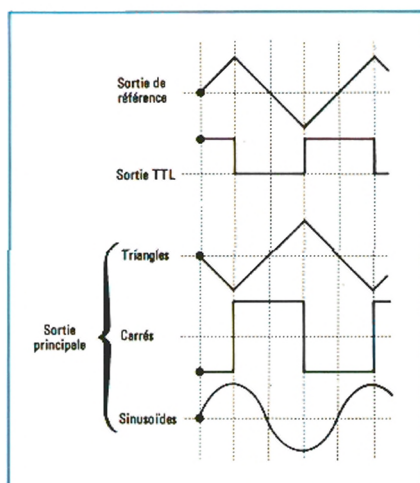 Sortie de
référence
Sortie TTL
Triangles
Sortie
principale
Carrés
Sinusoïdes